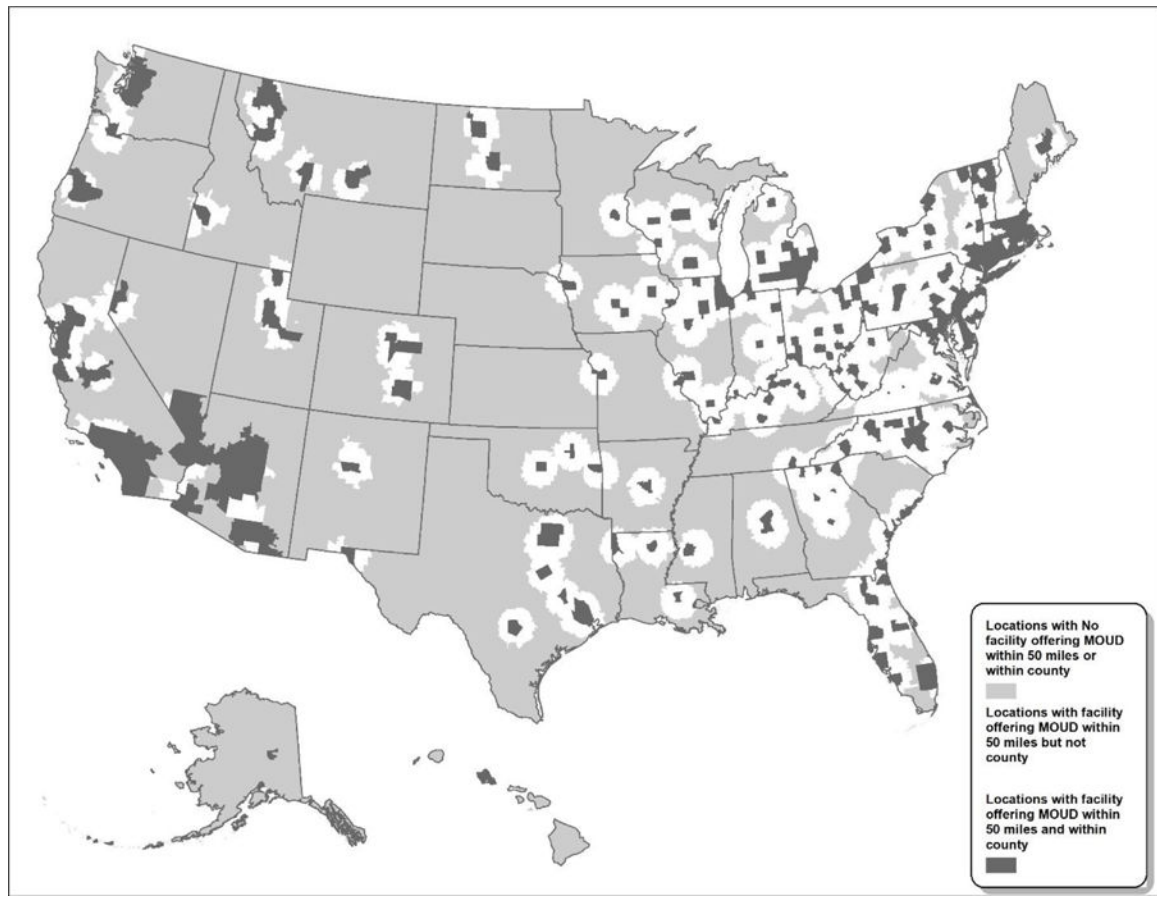 Locations with No
facility offering MOUD
within 50 miles or
within county
Locations with facility
offering MOUD within
50 miles but not
county
Locations with facility
offering MOUD within
50 miles and within
county